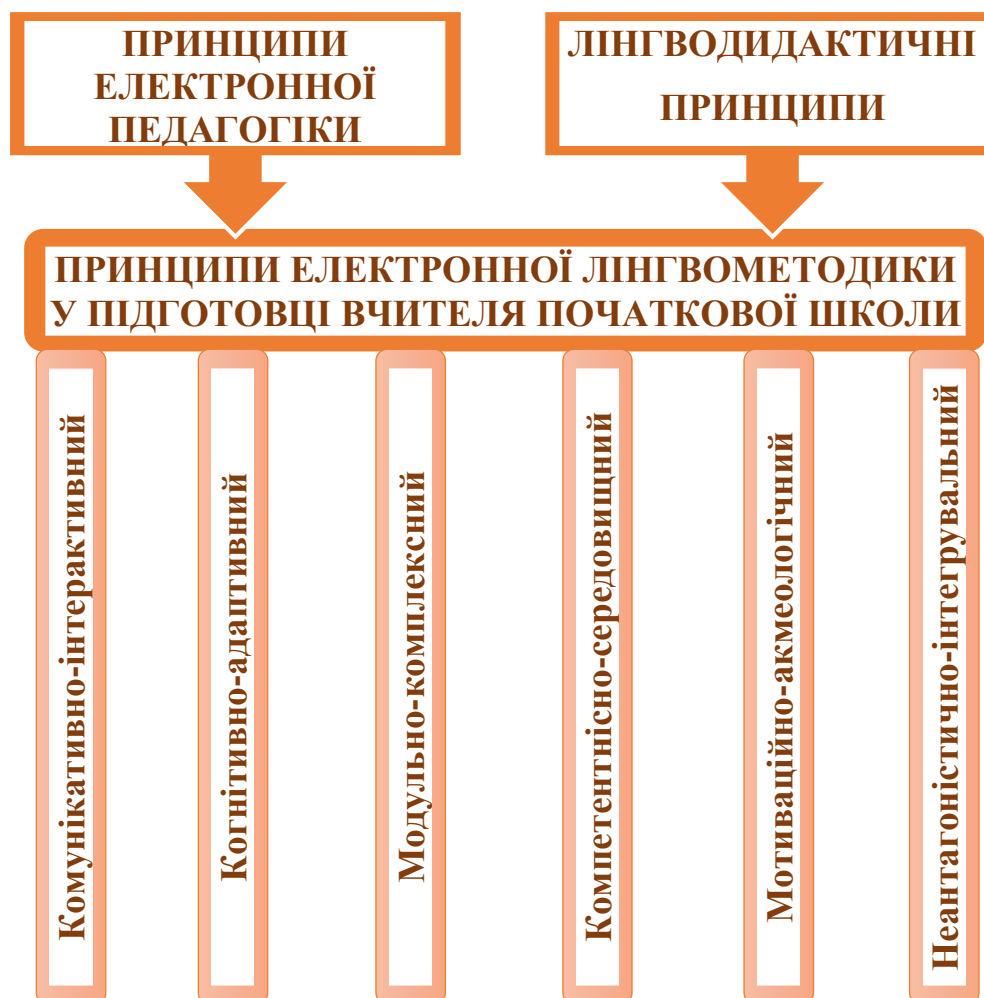 ПРИНЦИПИ
ЕЛЕКТРОННОЇ
ПЕДАГОГІКИ
ЛІНГВОДИДАКТИЧНІ
ПРИНЦИПИ
ПРИНЦИПИ ЕЛЕКТРОННОЇ ЛІНГВОМЕТОДИКИ
У ПІДГОТОВЦІ ВЧИТЕЛЯ ПОЧАТКОВОЇ ШКОЛИ
Комунікативно-інтерактивний
Когнітивно-адаптивний
Модульно-комплексний
Компетентнісно-середовищний
Мотиваційно-акмеологічний
Неантагоністично-інтегрувальний